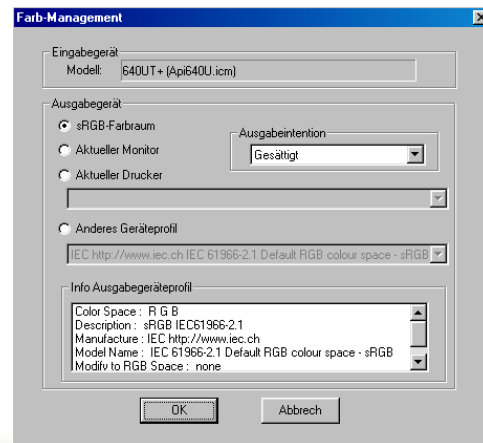 Farb-Management
Eingabegerät
Modell: 640UT+ (Api640U.icm)
Ausgabegerät
sRGB-Farbraum
Ausgabeintention
Gesättigt
Aktueller Monitor
Aktueller Drucker
Anderes Geräteprofil
IEC http://www.iec.ch IEC 61966-2.1 Default RGB colour space - sRGB
Info Ausgabegeräteprofil
Color Space : R G B
Description : sRGB IEC61966-2.1
Manufacture : IEC http://www.iec.ch
Model Name : IEC 61966-2.1 Default RGB colour space - sRGB
Modify to RGB Space : none
OK
Abbrech